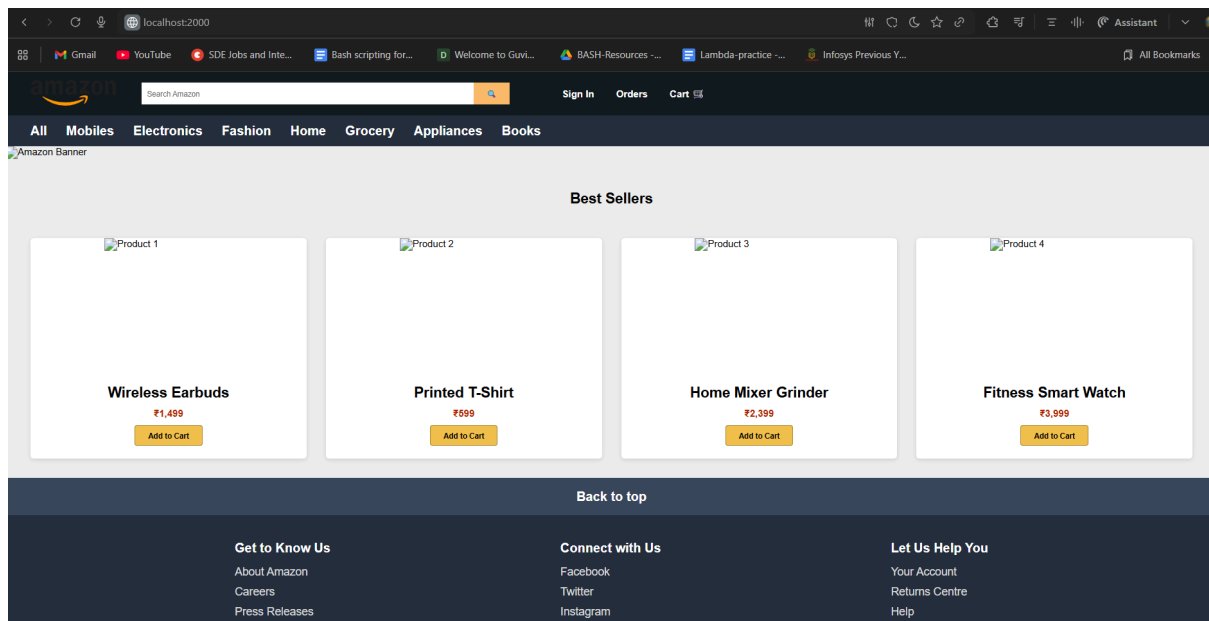 localhost:2000
Assistant
Gmail YouTube SDE Jobs and Inte... Bash scripting for... D Welcome to Guvi... BASH-Resources -... Lambda-practice -... Infosys Previous Y... All Bookmarks
amazon Search Amazon Sign In Orders Cart 🛒
All Mobiles Electronics Fashion Home Grocery Appliances Books
Amazon Banner
Best Sellers
Product 1 Product 2 Product 3 Product 4
Wireless Earbuds Printed T-Shirt Home Mixer Grinder Fitness Smart Watch
₹1,499 ₹599 ₹2,399 ₹3,999
Add to Cart Add to Cart Add to Cart Add to Cart
Back to top
Get to Know Us Connect with Us Let Us Help You
About Amazon Facebook Your Account
Careers Twitter Returns Centre
Press Releases Instagram Help